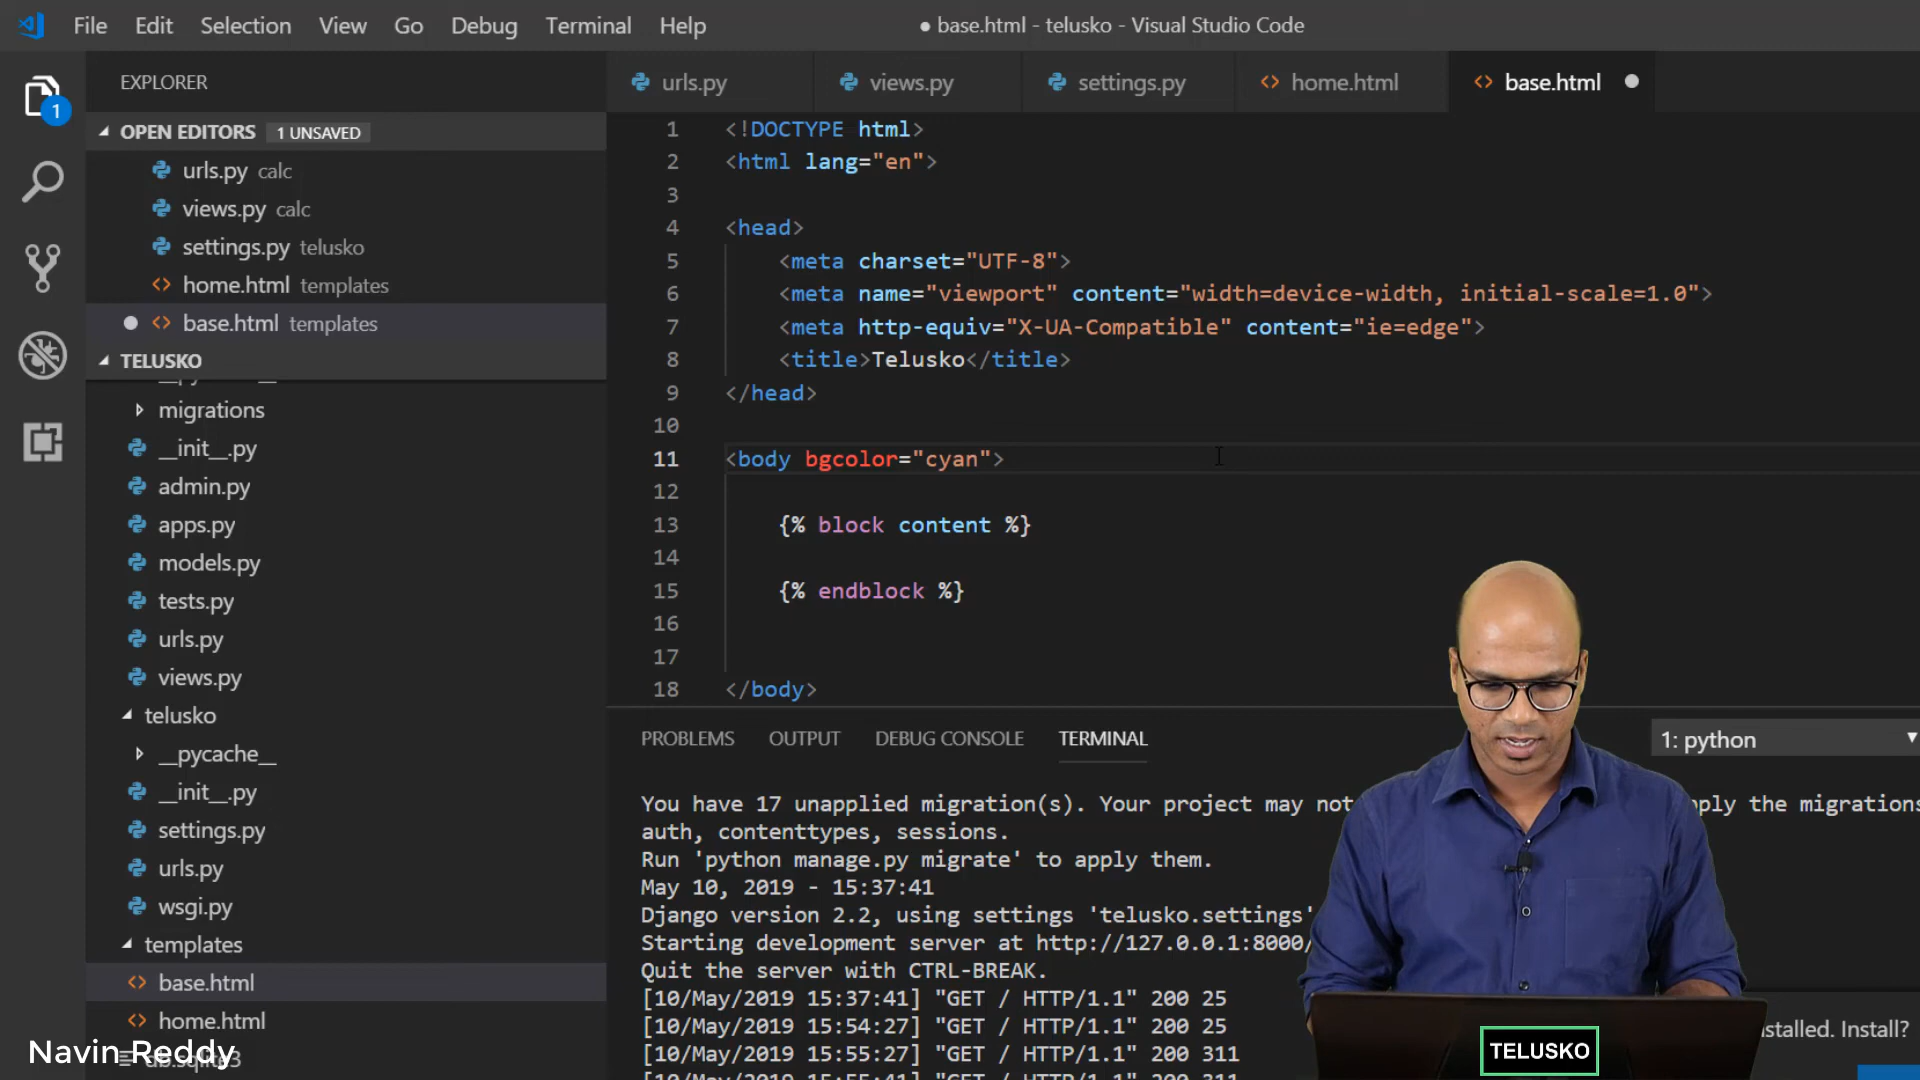 File Edit Selection View Go Debug Terminal Help
● base.html - telusko - Visual Studio Code
EXPLORER
OPEN EDITORS 1 UNSAVED
urls.py calc
views.py calc
settings.py telusko
home.html templates
base.html templates
TELUSKO
migrations
__init__.py
admin.py
apps.py
models.py
tests.py
urls.py
views.py
telusko
__pycache__
__init__.py
settings.py
urls.py
wsgi.py
templates
base.html
home.html
db.sqlite3
1
urls.py views.py settings.py home.html base.html
1 <!DOCTYPE html>
2 <html lang="en">
3
4 <head>
5 <meta charset="UTF-8">
6 <meta name="viewport" content="width=device-width, initial-scale=1.0">
7 <meta http-equiv="X-UA-Compatible" content="ie=edge">
8 <title>Telusko</title>
9 </head>
10
11 <body bgcolor="cyan">
12
13 {% block content %}
14
15 {% endblock %}
16
17
18 </body>
PROBLEMS OUTPUT DEBUG CONSOLE TERMINAL 1: python
You have 17 unapplied migration(s). Your project may not ply the migrations
auth, contenttypes, sessions.
Run 'python manage.py migrate' to apply them.
May 10, 2019 - 15:37:41
Django version 2.2, using settings 'telusko.settings'
Starting development server at http://127.0.0.1:8000/
Quit the server with CTRL-BREAK.
[10/May/2019 15:37:41] "GET / HTTP/1.1" 200 25
[10/May/2019 15:54:27] "GET / HTTP/1.1" 200 25
[10/May/2019 15:55:27] "GET / HTTP/1.1" 200 311
stalled. Install?
Navin Reddy
TELUSKO